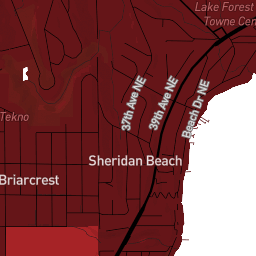 Lake Forest
Towne Cen
37th Ave NE
39th Ave NE
Beach Dr NE
Tekno
Sheridan Beach
Briarcrest